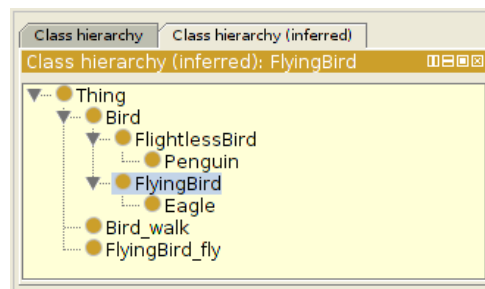 Class hierarchy Class hierarchy (inferred)
Class hierarchy (inferred): FlyingBird
Thing
Bird
FlightlessBird
Penguin
FlyingBird
Eagle
Bird_walk
FlyingBird_fly